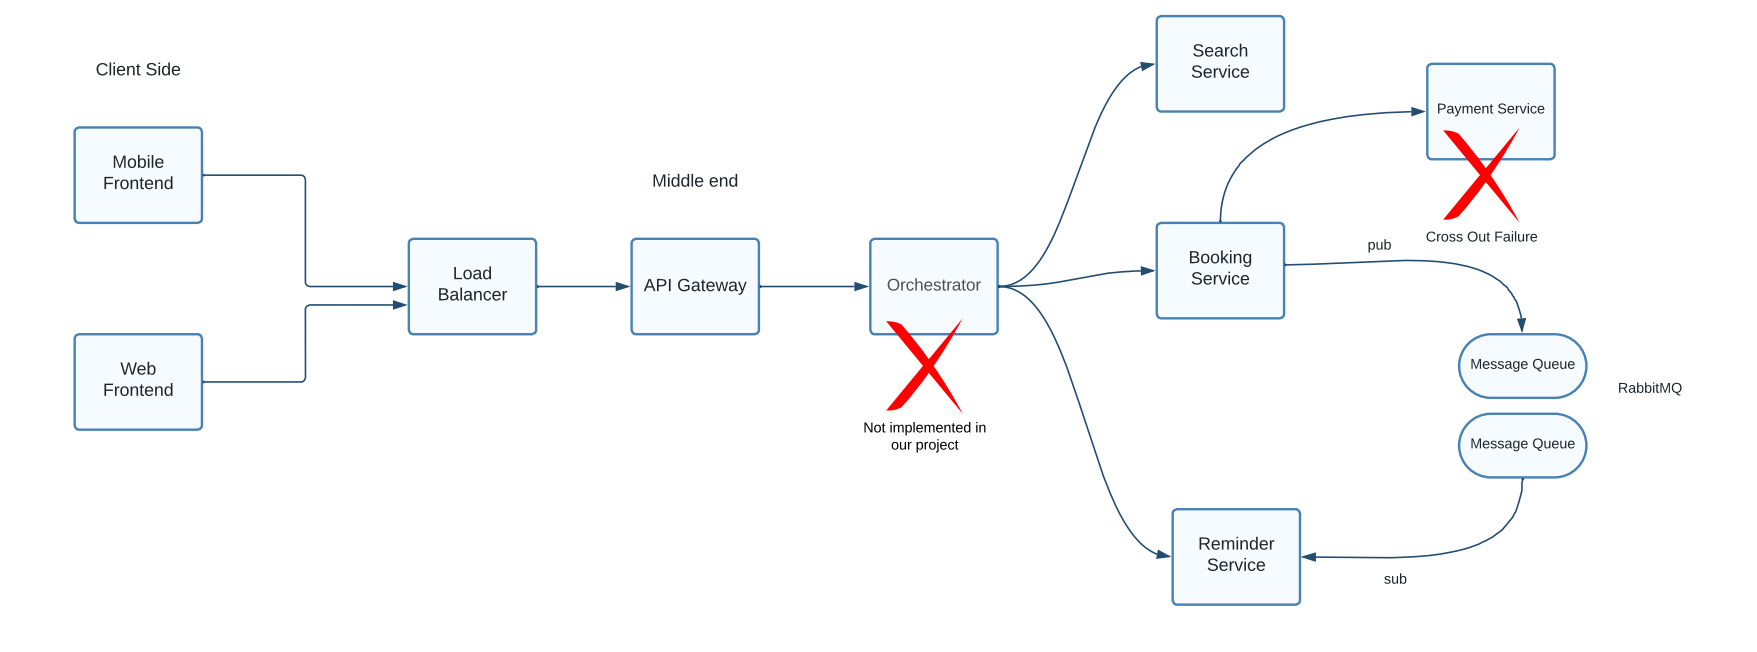 Client Side
Mobile
Frontend
Web
Frontend
Load
Balancer
Middle end
API Gateway
Orchestrator
Not implemented in
our project
Search
Service
Booking
Service
Payment Service
Cross Out Failure
pub
Message Queue
RabbitMQ
Message Queue
Reminder
Service
sub